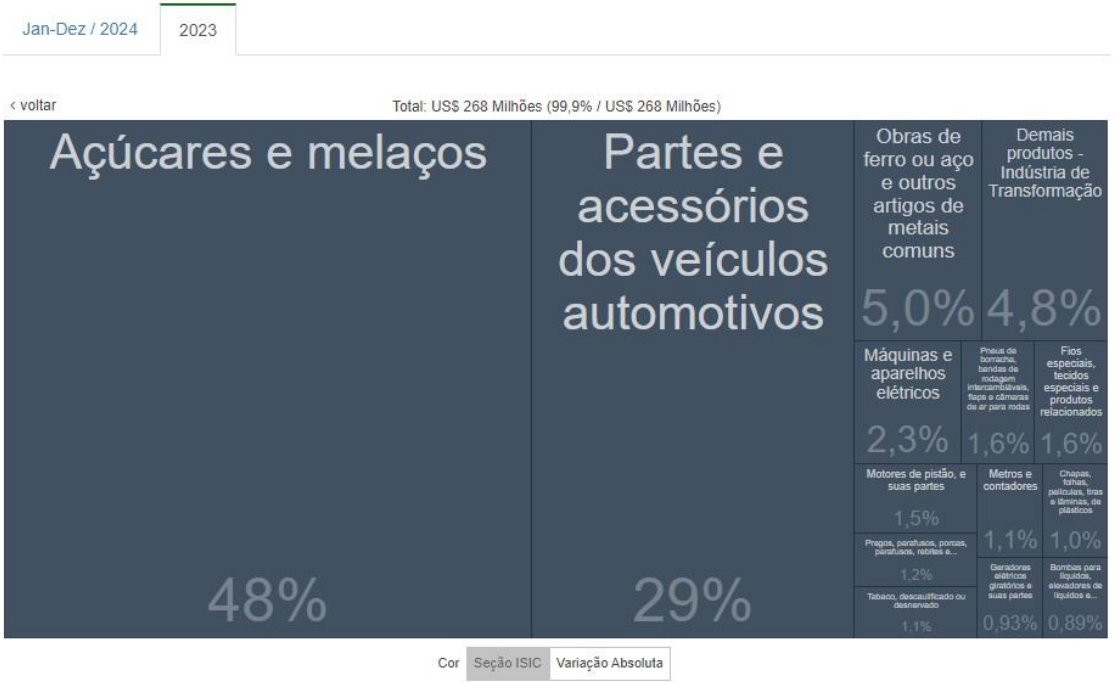 Jan-Dez / 2024
2023
< voltar
Total: US$ 268 Milhões (99,9% / US$ 268 Milhões)
Açúcares e melaços
48%
Partes e
acessórios
dos veículos
automotivos
29%
Obras de
ferro ou aço
e outros
artigos de
metais
comuns
5,0%
Demais
produtos -
Indústria de
Transformação
4,8%
Máquinas e
aparelhos
elétricos
2,3%
Pneus de
borracha,
bandas de
rodagem
intercambiáveis,
flaps e câmaras
de ar para rodas
1,6%
Fios
especiais,
tecidos
especiais e
produtos
relacionados
1,6%
Motores de pistão, e
suas partes
1,5%
Pregos, parafusos, porcas,
parafusos, rebites e...
1,2%
Tabaco, descaulificado ou
desnervado
1,1%
Metros e
contadores
1,1%
Chapas,
folhas,
películas, tiras
e lâminas, de
plásticos
1,0%
Geradores
elétricos
giratórios e
suas partes
0,93%
Bombas para
líquidos,
elevadores de
líquidos e...
0,89%
Cor
Seção ISIC
Variação Absoluta